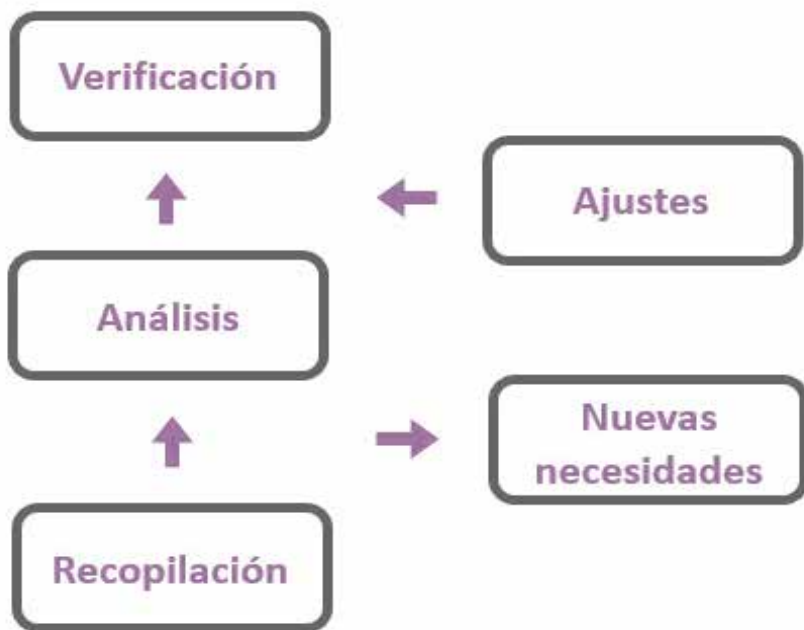 Verificación
Ajustes
Análisis
Nuevas
necesidades
Recopilación